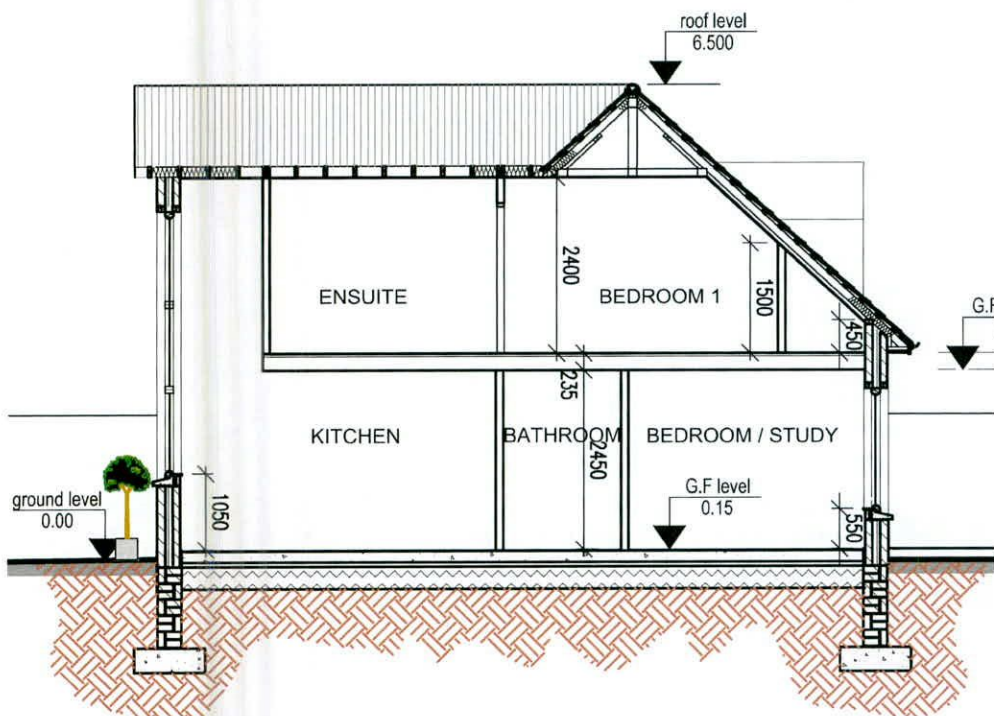 roof level
6.500
2400
ENSUITE
BEDROOM 1
1500
450
G.F
235
KITCHEN
BATHROOM
BEDROOM / STUDY
2450
ground level
0.00
1050
G.F level
0.15
550